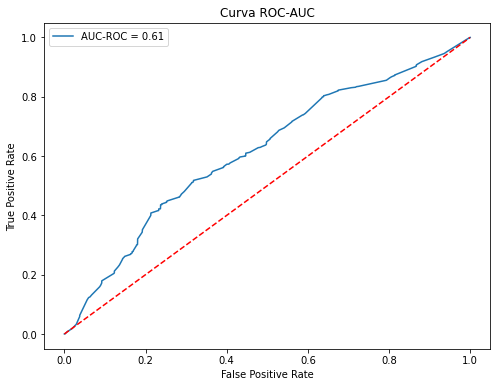 Curva ROC-AUC
AUC-ROC = 0.61
True Positive Rate
1.0
0.8
0.6
0.4
0.2
0.0
0.0 0.2 0.4 0.6 0.8 1.0
False Positive Rate